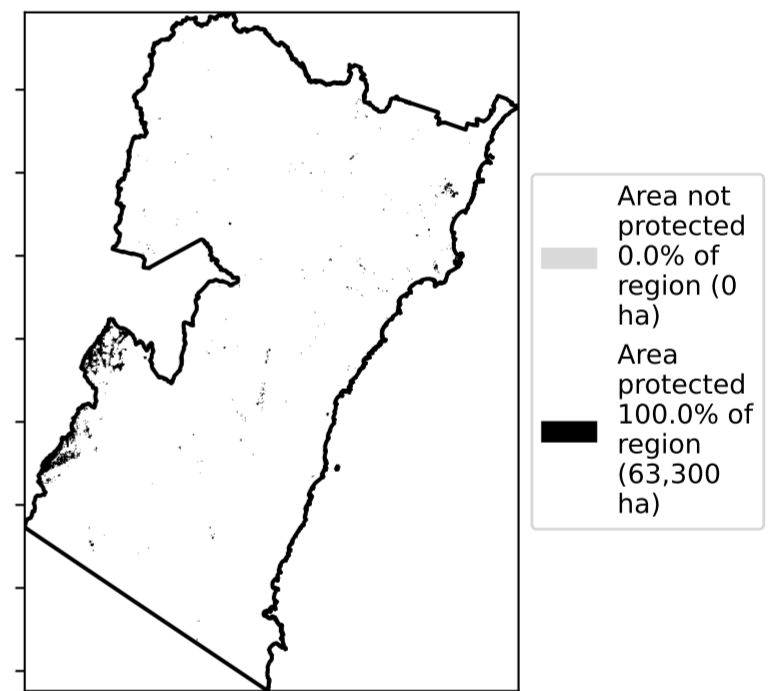 Area not
protected
0.0% of
region (0
ha)
Area
protected
100.0% of
region
(63,300
ha)